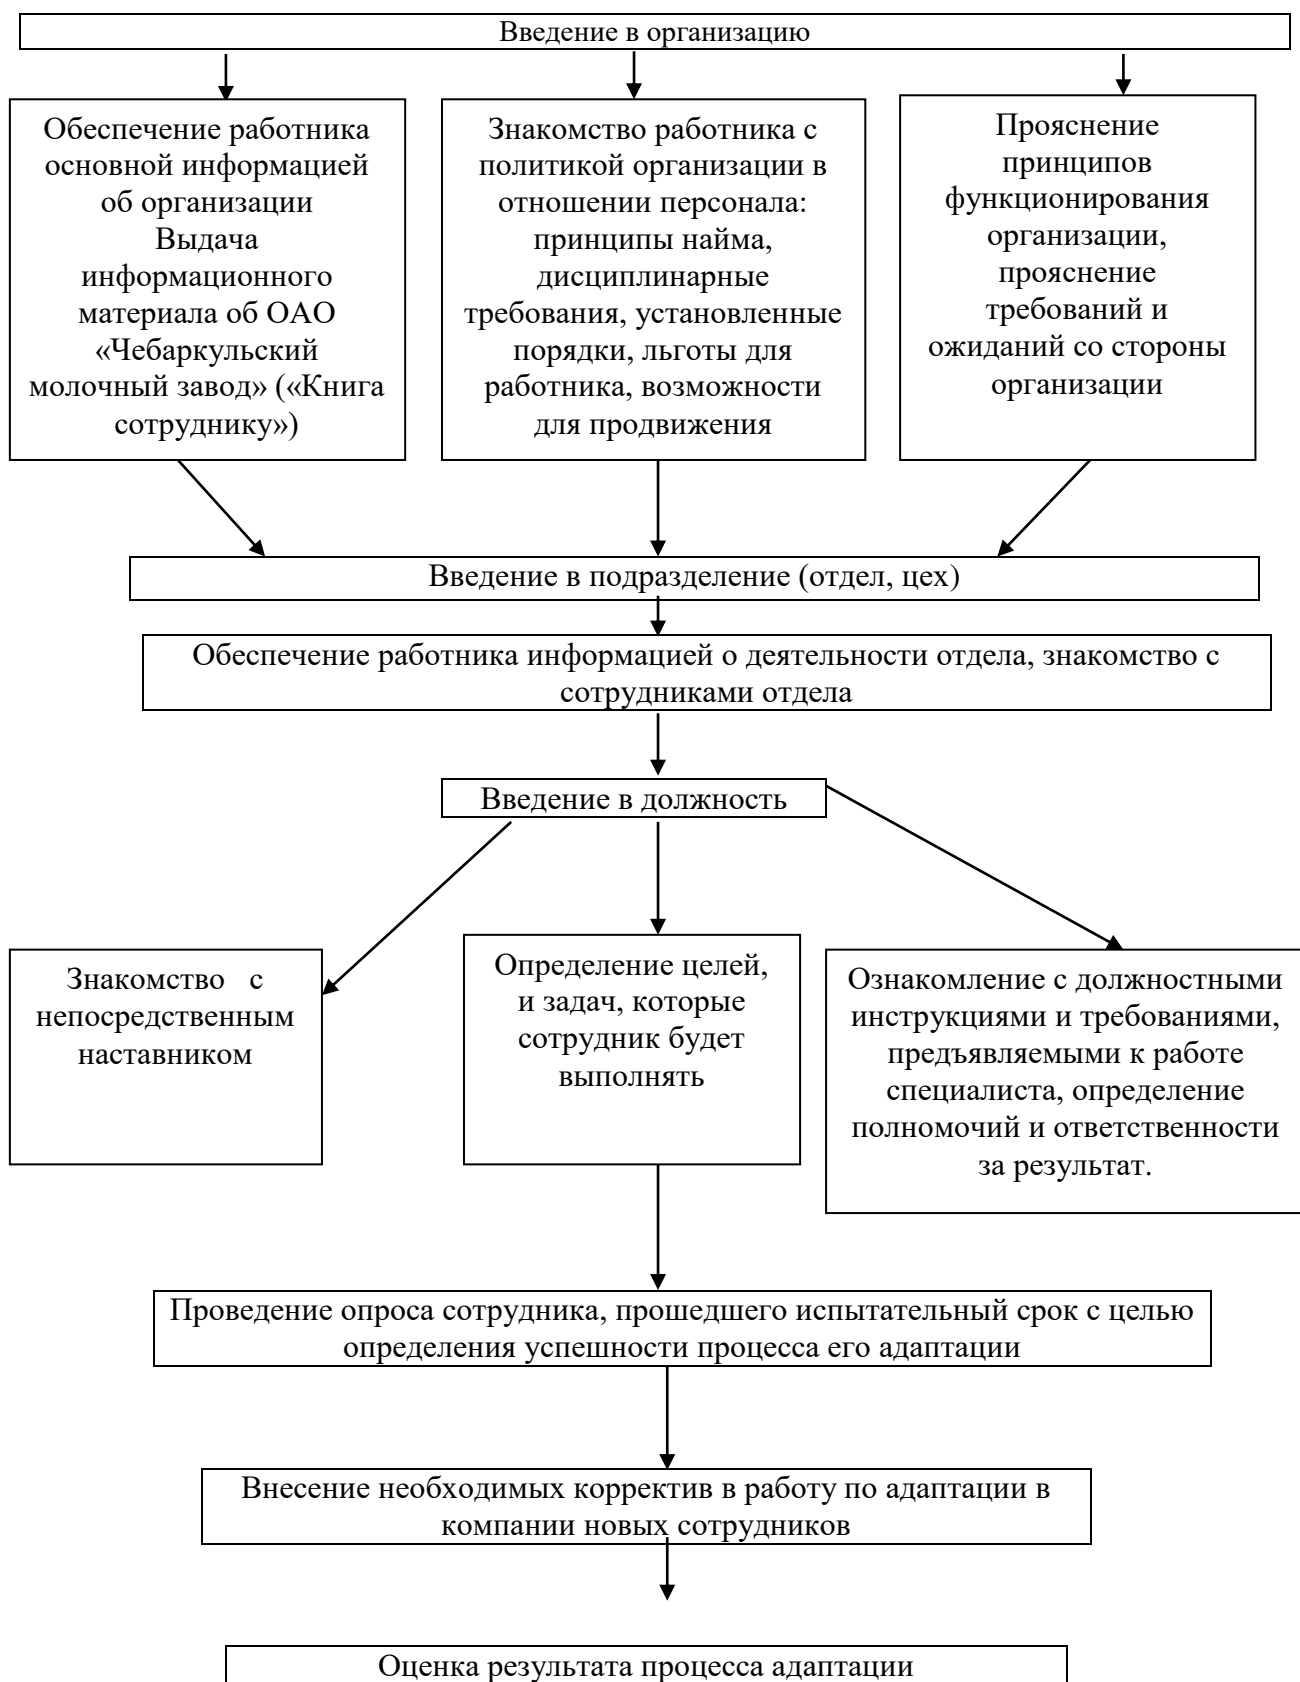 Введение в организацию
Обеспечение работника
основной информацией
об организации
Выдача
информационного
материала об ОАО
«Чебаркульский
молочный завод» («Книга
сотруднику»)
Знакомство работника с
политикой организации в
отношении персонала:
принципы найма,
дисциплинарные
требования, установленные
порядки, льготы для
работника, возможности
для продвижения
Прояснение
принципов
функционирования
организации,
прояснение
требований и
ожиданий со стороны
организации
Введение в подразделение (отдел, цех)
Обеспечение работника информацией о деятельности отдела, знакомство с
сотрудниками отдела
Введение в должность
Знакомство с
непосредственным
наставником
Определение целей,
и задач, которые
сотрудник будет
выполнять
Ознакомление с должностными
инструкциями и требованиями,
предъявляемыми к работе
специалиста, определение
полномочий и ответственности
за результат.
Проведение опроса сотрудника, прошедшего испытательный срок с целью
определения успешности процесса его адаптации
Внесение необходимых корректив в работу по адаптации в
компании новых сотрудников
Оценка результата процесса адаптации